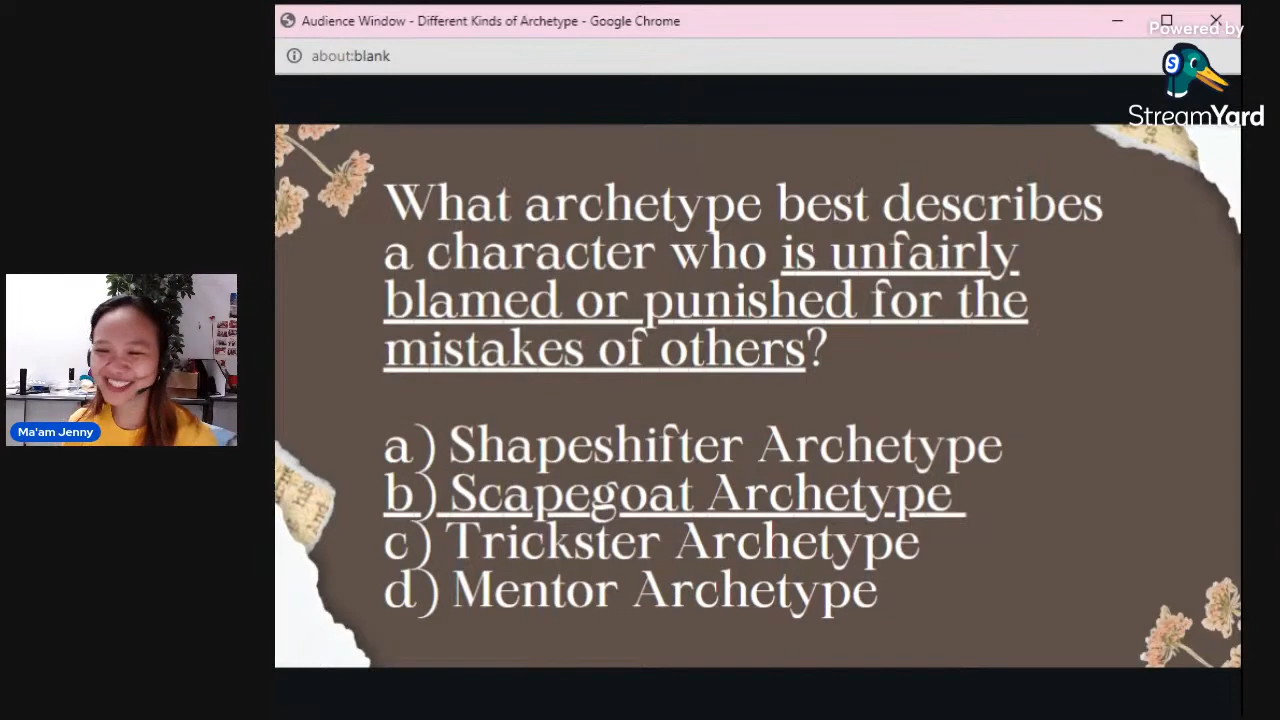 Audience Window - Different Kinds of Archetype - Google Chrome
about:blank
Powered by
StreamYard
What archetype best describes
a character who is unfairly
blamed or punished for the
mistakes of others?
a) Shapeshifter Archetype
b) Scapegoat Archetype
c) Trickster Archetype
d) Mentor Archetype
Ma'am Jenny
his